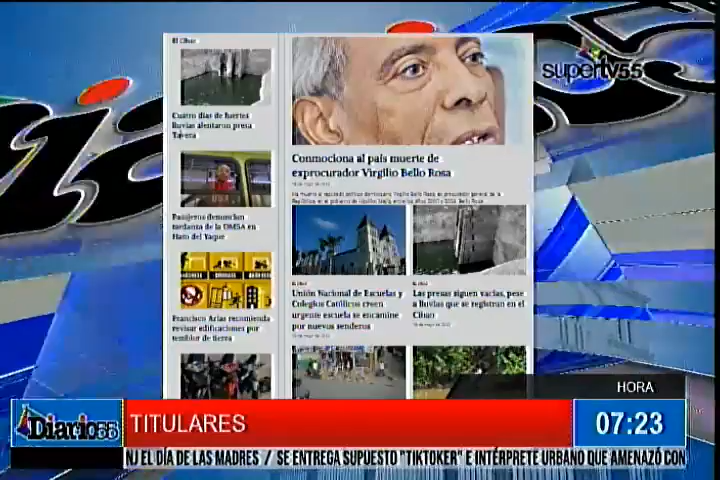 El Cibao
Cuatro días de fuertes
lluvias alentaron presa
Tavera
Pasajeros denuncian
tardanza de la OMSA en
Hato del Yaque
Francisco Arias recomienda
revisar edificaciones por
temblor de tierra
Conmociona al país muerte de
exprocurador Virgilio Bello Rosa
Unión Nacional de Escuelas y
Colegios Católicos creen
urgente escuela se encamine
por nuevos senderos
Las presas siguen vacías, pese
a lluvias que se registran en el
Cibao
supertv55
HORA
Diario55
TITULARES
07:23
NJ EL DÍA DE LAS MADRES / SE ENTREGA SUPUESTO "TIKTOKER" E INTÉRPRETE URBANO QUE AMENAZÓ CON